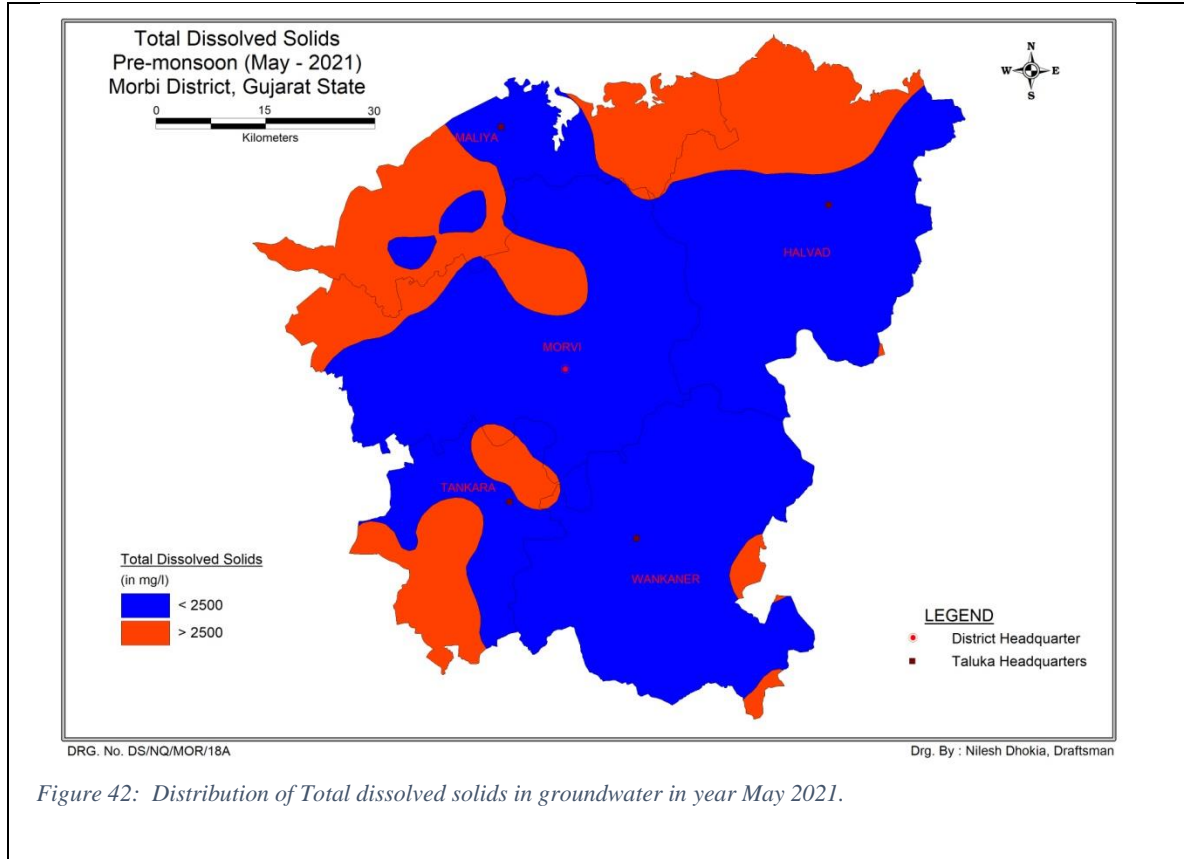 Total Dissolved Solids
Pre-monsoon (May - 2021)
Morbi District, Gujarat State
0 15 30
Kilometers
N
W E
S
MALIYA
HALVAD
MORVI
TANKARA
WANKANER
Total Dissolved Solids
(in mg/l)
< 2500
> 2500
LEGEND
District Headquarter
Taluka Headquarters
DRG. No. DS/NQ/MOR/18A
Drg. By : Nilesh Dhokia, Draftsman
Figure 42: Distribution of Total dissolved solids in groundwater in year May 2021.